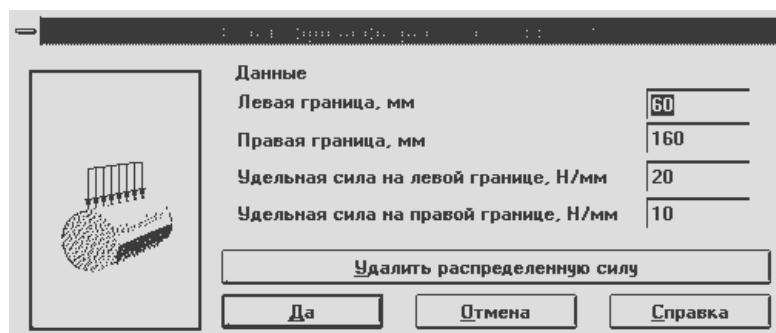 Данные
Левая граница, мм 60
Правая граница, мм 160
Удельная сила на левой границе, Н/мм 20
Удельная сила на правой границе, Н/мм 10
Удалить распределенную силу
Да Отмена Справка